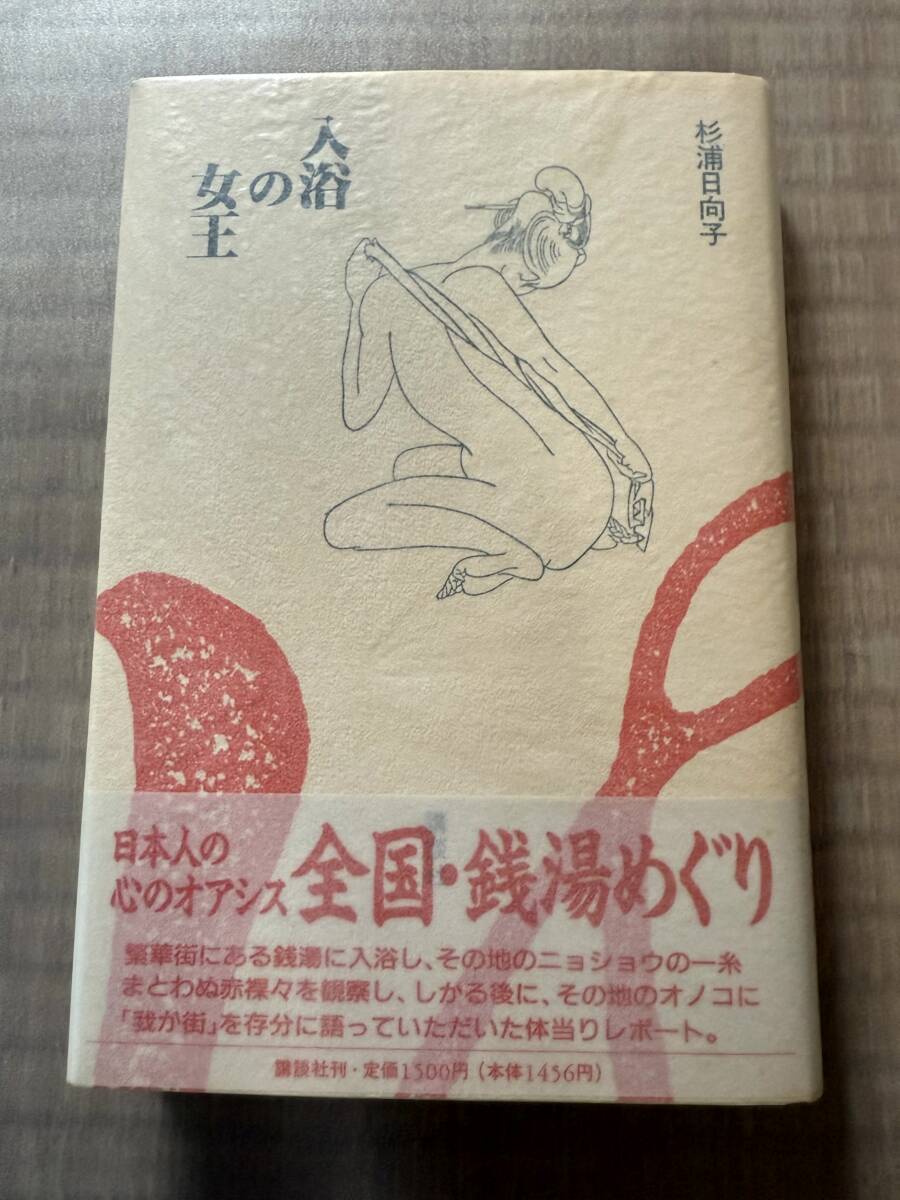 入浴の女王
杉浦日向子
日本人の
心のオアシス
全国・銭湯めぐり
繁華街にある銭湯に入浴し、その地のニョショウの一糸
まとわぬ赤裸々を観察し、しかる後に、その地のオノコに
「我が街」を存分に語っていただいた体当りレポート。
講談社刊・定価1500円(本体1456円)